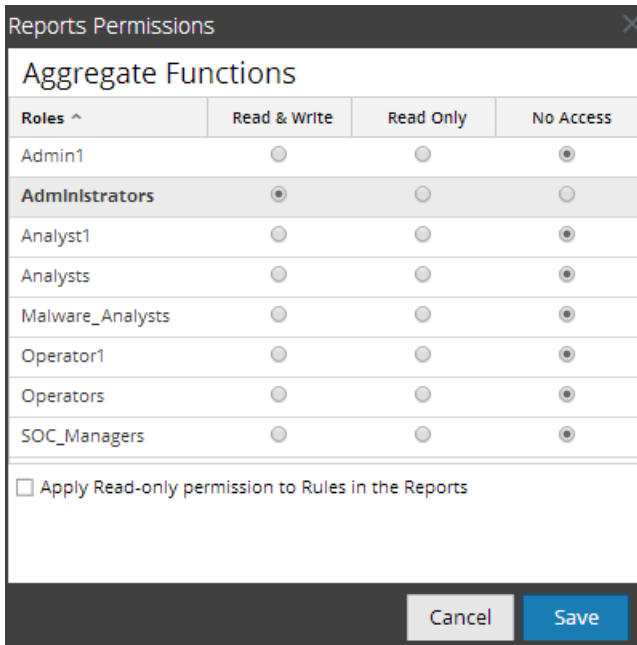 Reports Permissions
Aggregate Functions
Roles Read & Write Read Only No Access
Admin1
Administrators
Analyst1
Analysts
Malware_Analysts
Operator1
Operators
SOC_Managers
Apply Read-only permission to Rules in the Reports
Cancel Save